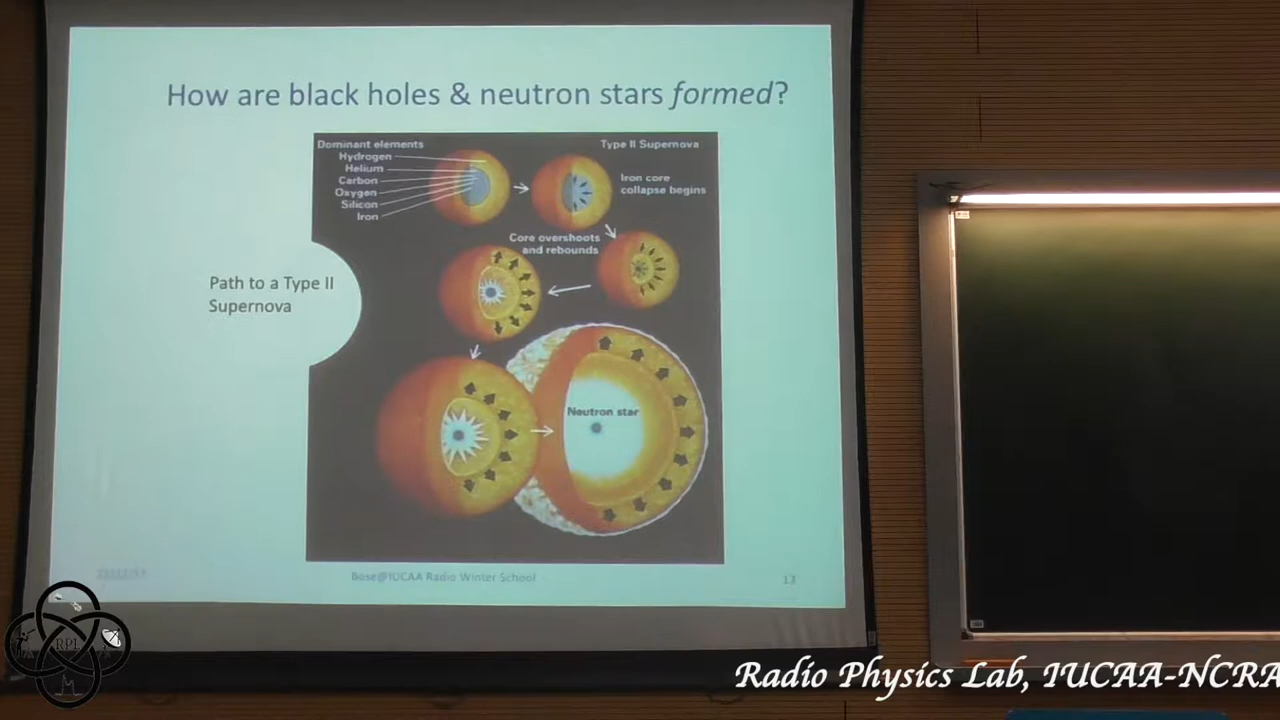 How are black holes & neutron stars formed?
Dominant elements
Hydrogen
Helium
Carbon
Oxygen
Silicon
Iron
Type II Supernova
Iron core
collapse begins
Core overshoots
and rebounds
Path to a Type II
Supernova
Neutron star
Bose@IUCAA Radio Winter School
13
RPL
Radio Physics Lab, IUCAA-NCRA